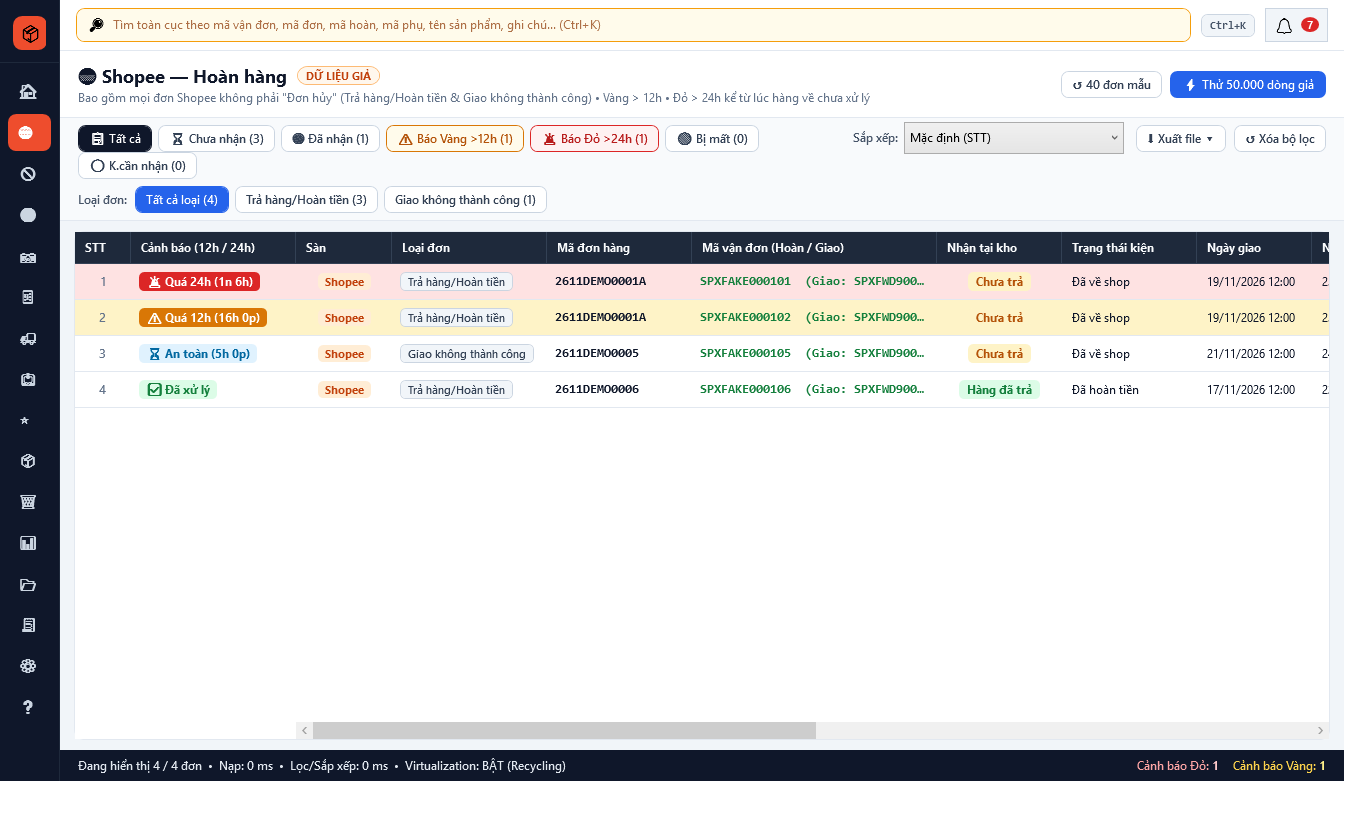 Tìm toàn cục theo mã vận đơn, mã đơn, mã hoàn, mã phụ, tên sản phẩm, ghi chú... (Ctrl+K)
Ctrl+K
7
Shopee — Hoàn hàng
DỮ LIỆU GIẢ
Bao gồm mọi đơn Shopee không phải "Đơn hủy" (Trả hàng/Hoàn tiền & Giao không thành công) • Vàng > 12h • Đỏ > 24h kể từ lúc hàng về chưa xử lý
↺ 40 đơn mẫu
Thử 50.000 dòng giả
Tất cả
Chưa nhận (3)
Đã nhận (1)
Báo Vàng >12h (1)
Báo Đỏ >24h (1)
Bị mất (0)
Sắp xếp:
Mặc định (STT)
⬇ Xuất file ▾
↺ Xóa bộ lọc
K.cần nhận (0)
Loại đơn:
Tất cả loại (4)
Trả hàng/Hoàn tiền (3)
Giao không thành công (1)
STT Cảnh báo (12h / 24h) Sàn Loại đơn Mã đơn hàng Mã vận đơn (Hoàn / Giao) Nhận tại kho Trạng thái kiện Ngày giao
1 Quá 24h (1n 6h) Shopee Trả hàng/Hoàn tiền 2611DEMO0001A SPXFAKE000101 (Giao: SPXFWD900… Chưa trả Đã về shop 19/11/2026 12:00
2 Quá 12h (16h 0p) Shopee Trả hàng/Hoàn tiền 2611DEMO0001A SPXFAKE000102 (Giao: SPXFWD900… Chưa trả Đã về shop 19/11/2026 12:00
3 An toàn (5h 0p) Shopee Giao không thành công 2611DEMO0005 SPXFAKE000105 (Giao: SPXFWD900… Chưa trả Đã về shop 21/11/2026 12:00
4 Đã xử lý Shopee Trả hàng/Hoàn tiền 2611DEMO0006 SPXFAKE000106 (Giao: SPXFWD900… Hàng đã trả Đã hoàn tiền 17/11/2026 12:00
Đang hiển thị 4 / 4 đơn • Nạp: 0 ms • Lọc/Sắp xếp: 0 ms • Virtualization: BẬT (Recycling)
Cảnh báo Đỏ: 1
Cảnh báo Vàng: 1